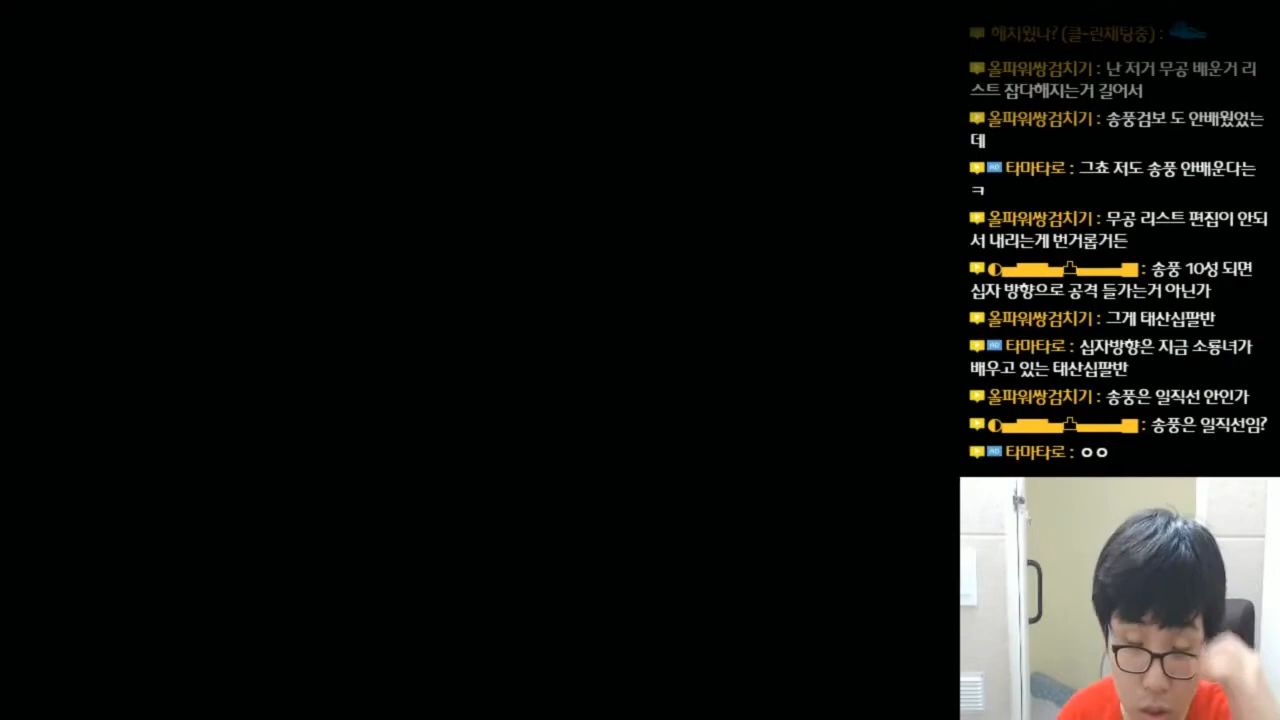 해치웠나? (클-린채팅중) :
올파워쌍검치기 : 난 저거 무공 배운거 리
스트 잡다해지는거 길어서
올파워쌍검치기 : 송풍검보 도 안배웠었는
데
타마타로 : 그쵸 저도 송풍 안배운다는
ㅋ
올파워쌍검치기 : 무공 리스트 편집이 안되
서 내리는게 번거롭거든
◐▅▆▅凸▅▆ : 송풍 10성 되면
십자 방향으로 공격 들가는거 아닌가
올파워쌍검치기 : 그게 태산십팔반
타마타로 : 십자방향은 지금 소룡녀가
배우고 있는 태산십팔반
올파워쌍검치기 : 송풍은 일직선 안인가
: 송풍은 일직선임?
타마타로 : ㅇㅇ